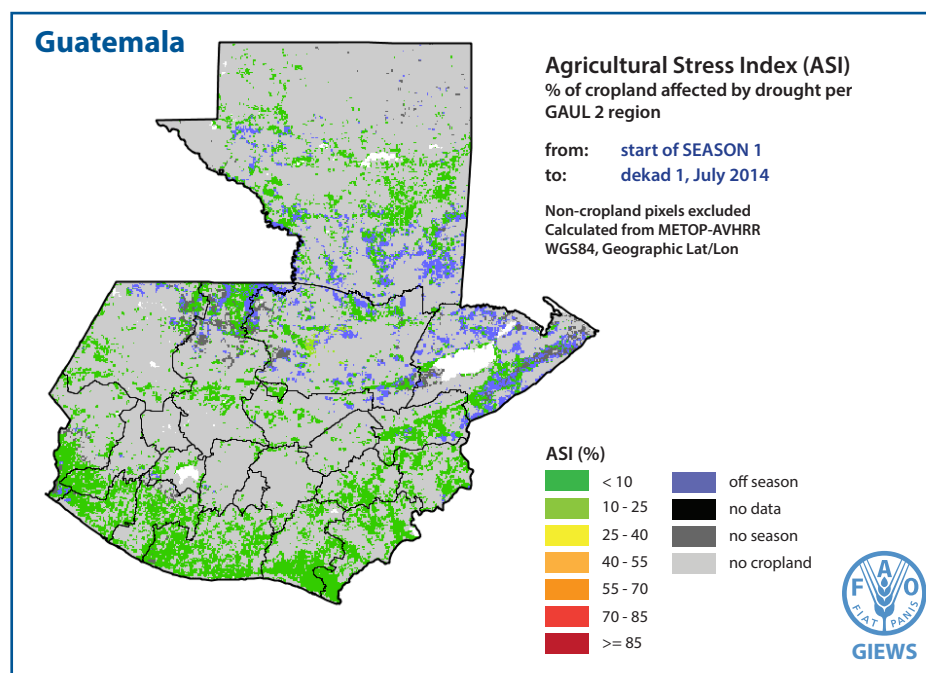 Guatemala
Agricultural Stress Index (ASI)
% of cropland affected by drought per
GAUL 2 region
from: start of SEASON 1
to: dekad 1, July 2014
Non-cropland pixels excluded
Calculated from METOP-AVHRR
WGS84, Geographic Lat/Lon
ASI (%)
< 10
10 - 25
25 - 40
40 - 55
55 - 70
70 - 85
>= 85
off season
no data
no season
no cropland
F A O
FIAT PANIS
GIEWS